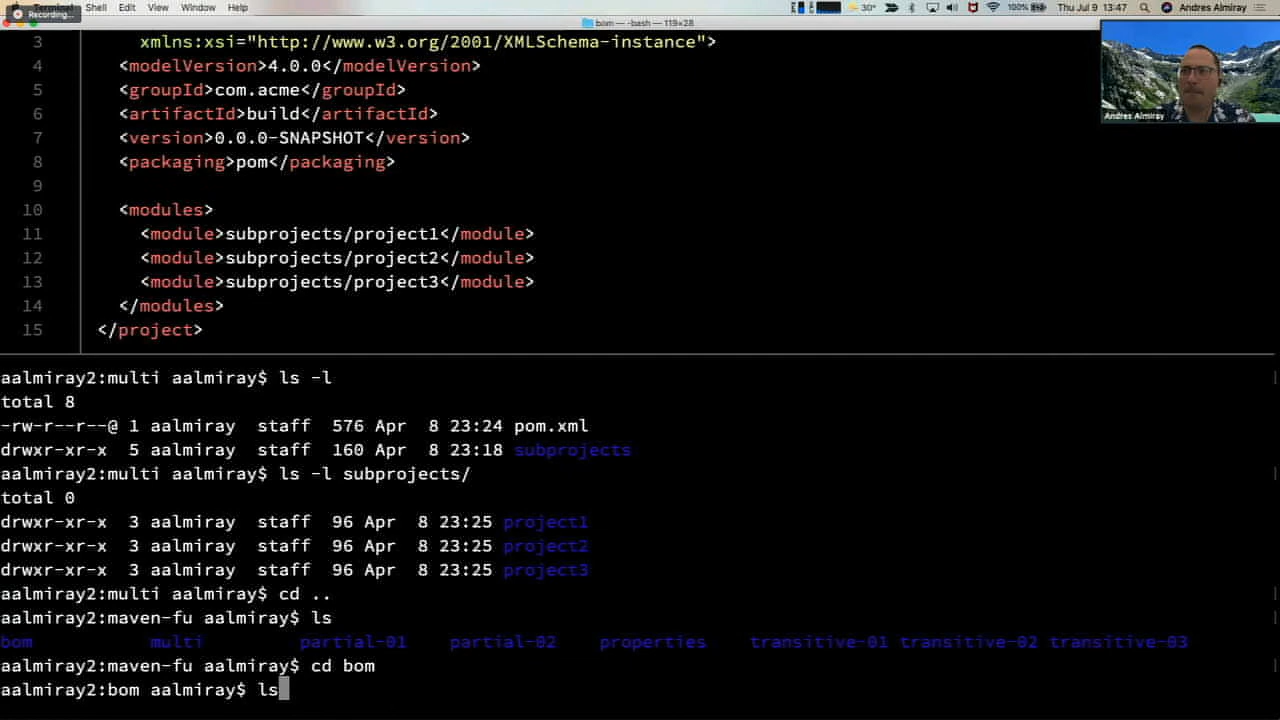 Recording...
Terminal Shell Edit View Window Help
30° 100% Thu Jul 9 13:47 Andres Almiray
bom — -bash — 119×28
3 xmlns:xsi="http://www.w3.org/2001/XMLSchema-instance">
4 <modelVersion>4.0.0</modelVersion>
5 <groupId>com.acme</groupId>
6 <artifactId>build</artifactId>
7 <version>0.0.0-SNAPSHOT</version>
8 <packaging>pom</packaging>
9
10 <modules>
11 <module>subprojects/project1</module>
12 <module>subprojects/project2</module>
13 <module>subprojects/project3</module>
14 </modules>
15 </project>
Andres Almiray
aalmiray2:multi aalmiray$ ls -l
total 8
-rw-r--r--@ 1 aalmiray staff 576 Apr 8 23:24 pom.xml
drwxr-xr-x 5 aalmiray staff 160 Apr 8 23:18 subprojects
aalmiray2:multi aalmiray$ ls -l subprojects/
total 0
drwxr-xr-x 3 aalmiray staff 96 Apr 8 23:25 project1
drwxr-xr-x 3 aalmiray staff 96 Apr 8 23:25 project2
drwxr-xr-x 3 aalmiray staff 96 Apr 8 23:25 project3
aalmiray2:multi aalmiray$ cd ..
aalmiray2:maven-fu aalmiray$ ls
bom multi partial-01 partial-02 properties transitive-01 transitive-02 transitive-03
aalmiray2:maven-fu aalmiray$ cd bom
aalmiray2:bom aalmiray$ ls